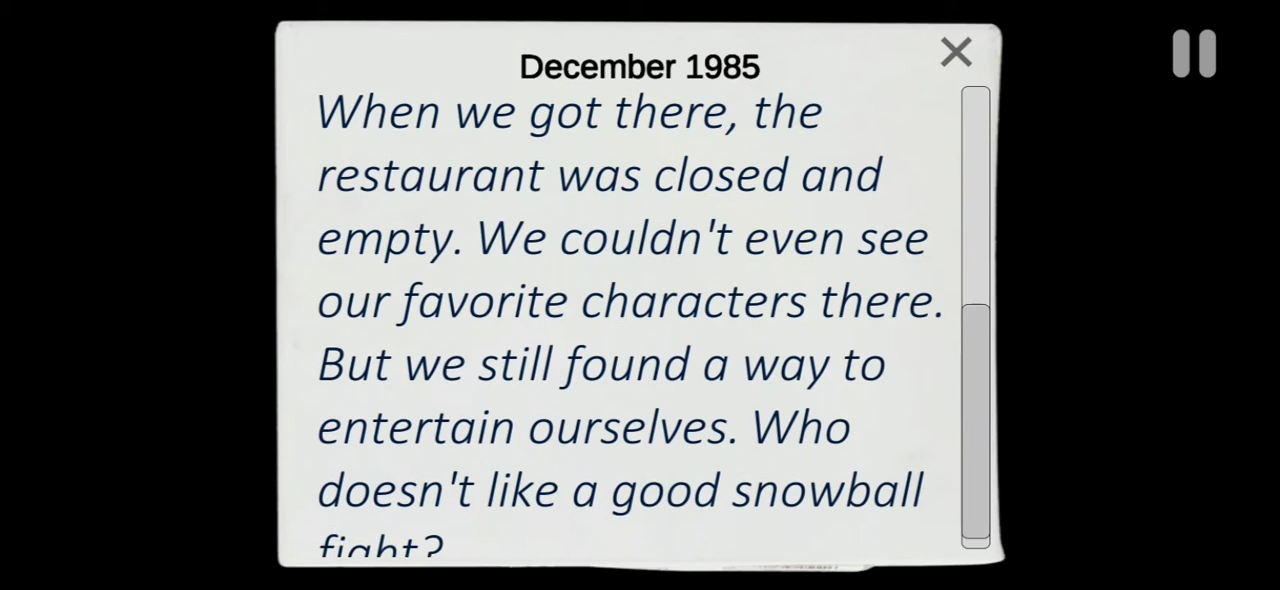 December 1985
When we got there, the
restaurant was closed and
empty. We couldn't even see
our favorite characters there.
But we still found a way to
entertain ourselves. Who
doesn't like a good snowball
fight?